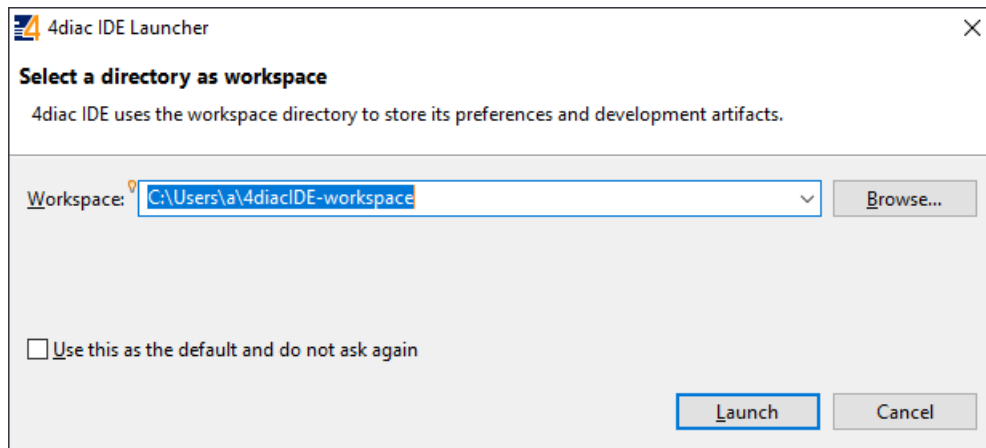 4diac IDE Launcher
Select a directory as workspace
4diac IDE uses the workspace directory to store its preferences and development artifacts.
Workspace: C:\Users\a\4diacIDE-workspace Browse...
Use this as the default and do not ask again
Launch Cancel